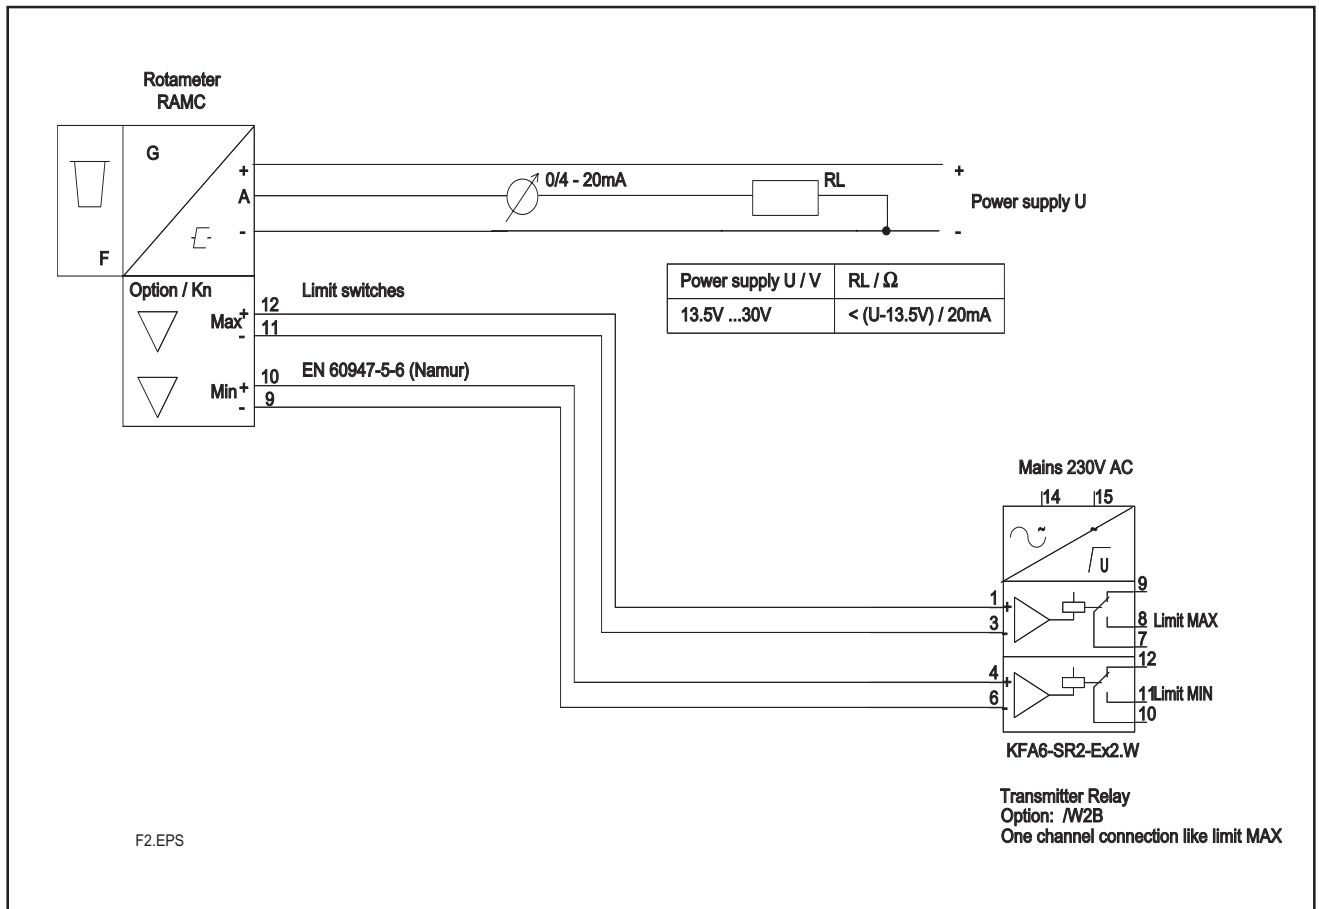 Rotameter
RAMC
G
F
+
A
-
0/4 - 20mA
RL
+
Power supply U
-
Power supply U / V RL / Ω
13.5V ...30V < (U-13.5V) / 20mA
Option / Kn
Limit switches
Max + 12
- 11
EN 60947-5-6 (Namur)
Min + 10
- 9
Mains 230V AC
14 15
~
U
1 +
3 -
9
8 Limit MAX
7
4 +
6 -
12
11 Limit MIN
10
KFA6-SR2-Ex2.W
Transmitter Relay
Option: /W2B
One channel connection like limit MAX
F2.EPS